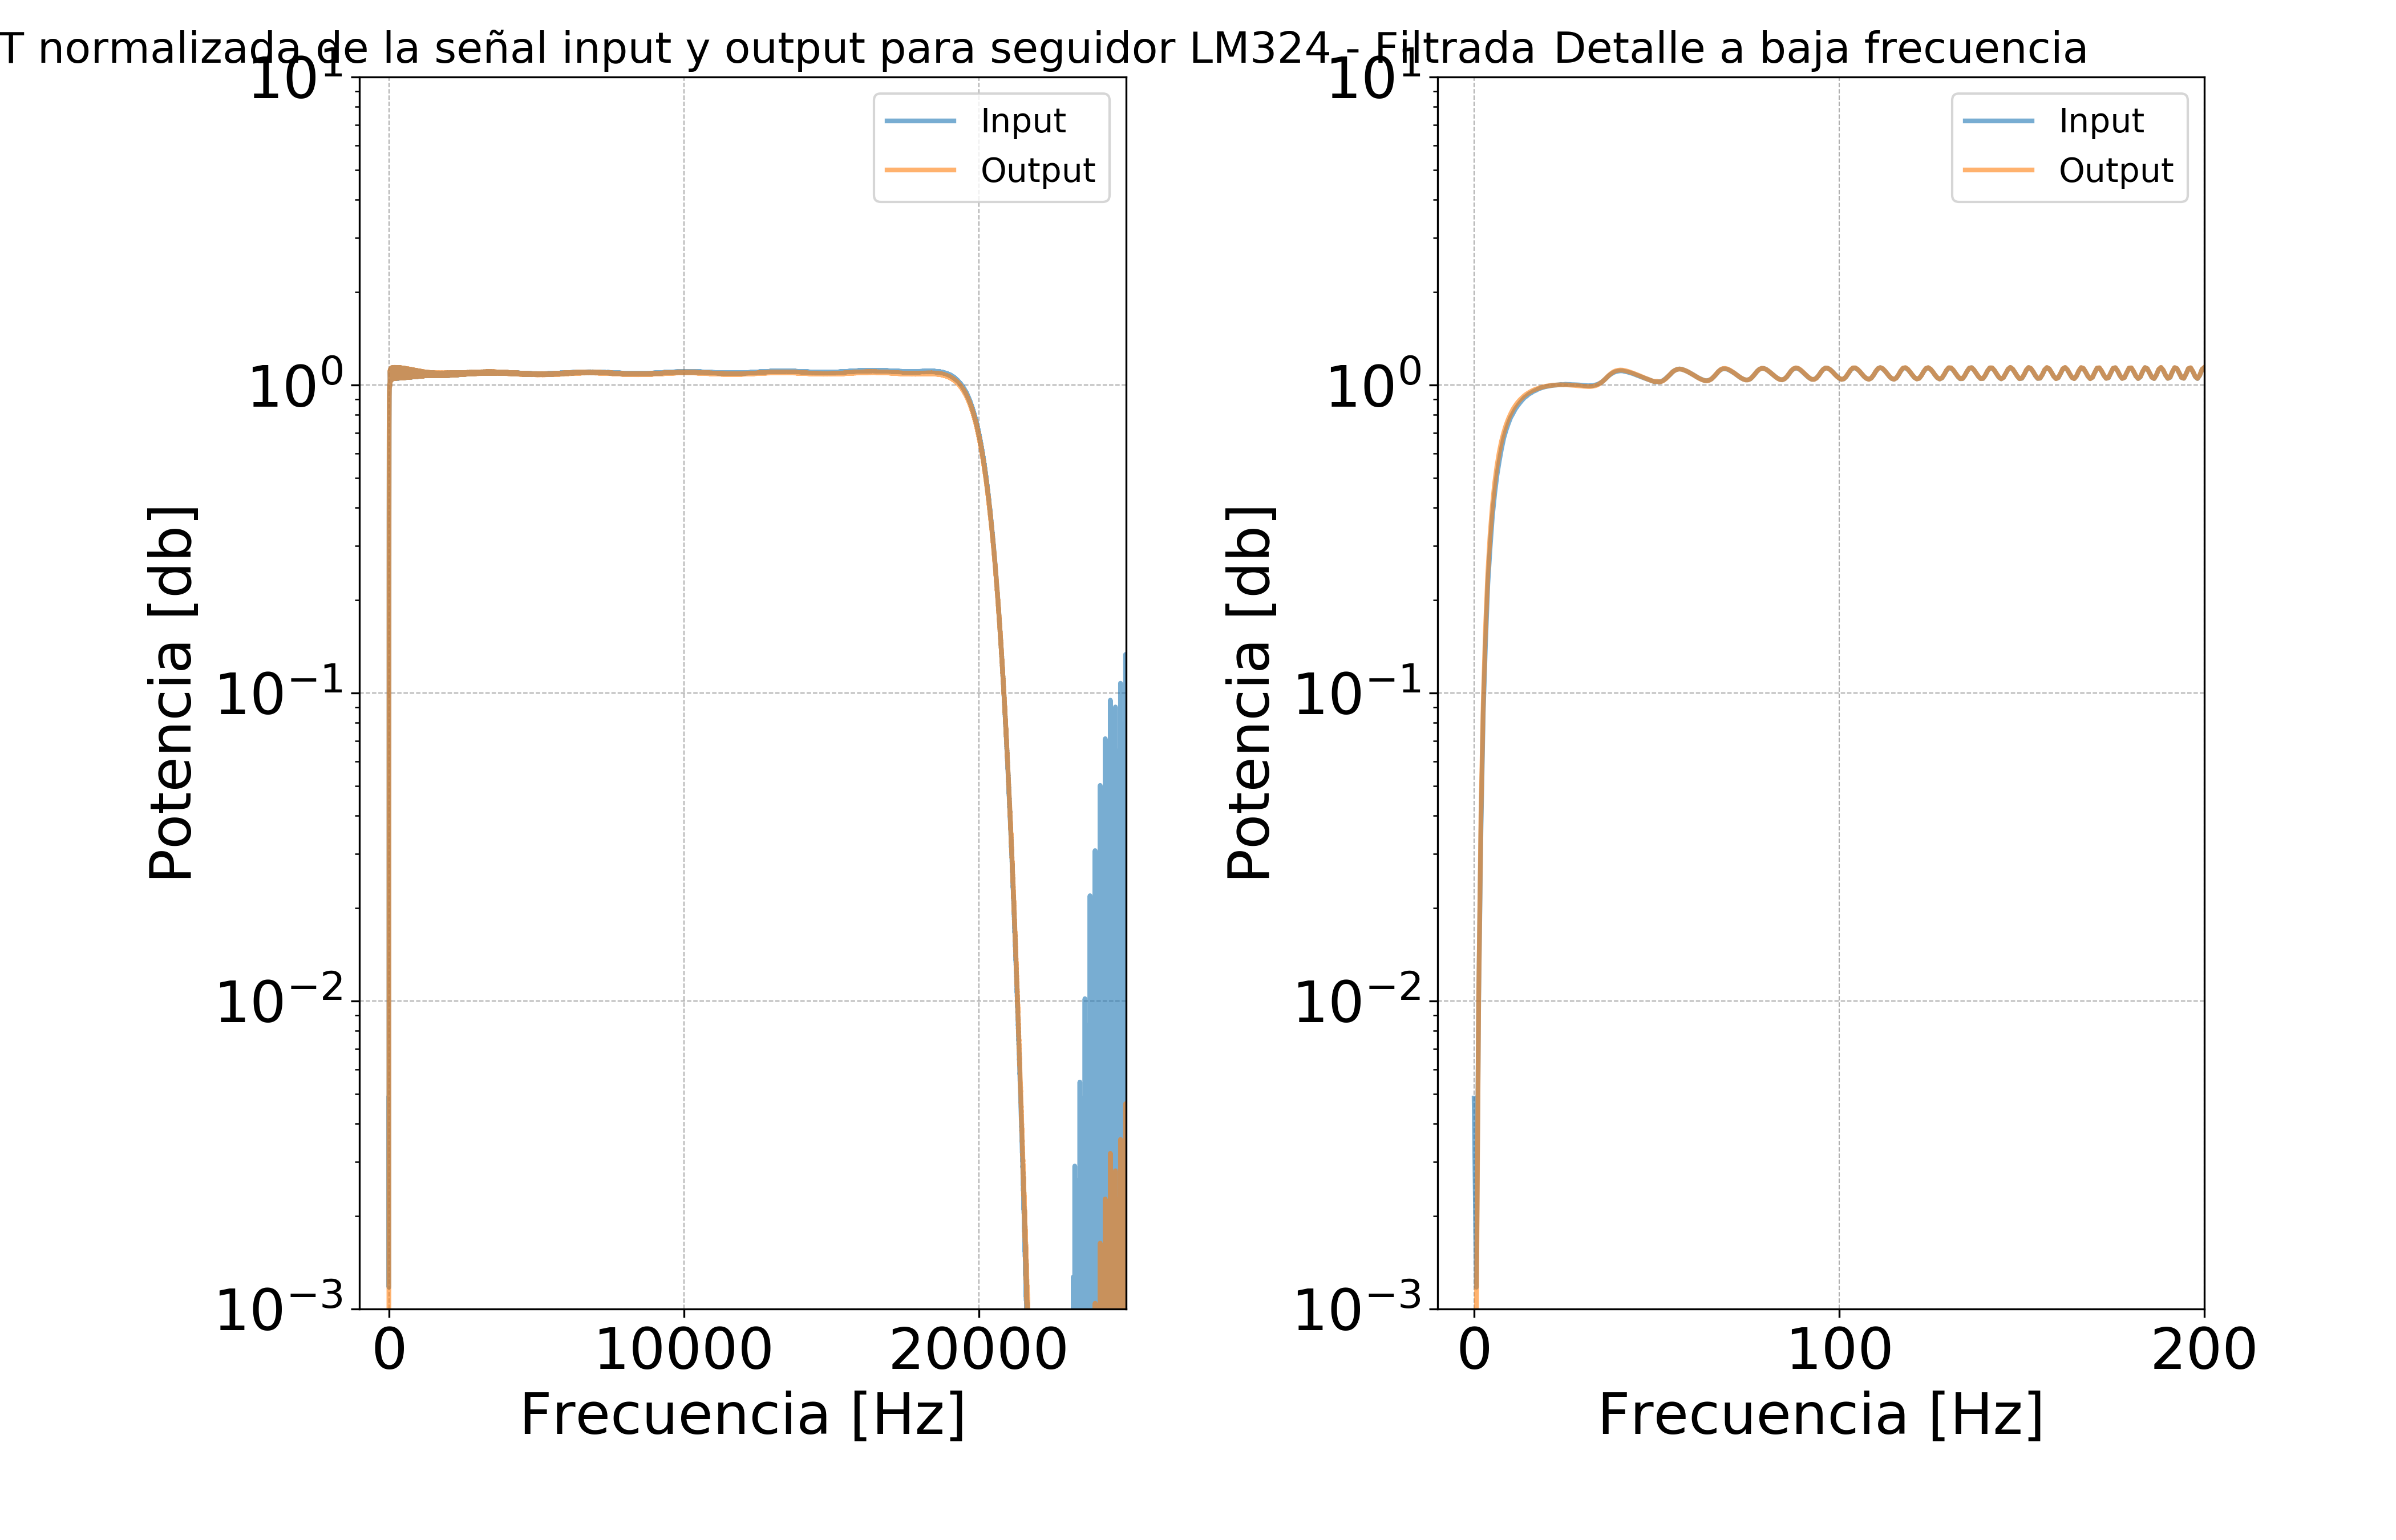 T normalizada de la señal input y output para seguidor LM324 - Filtrada
Detalle a baja frecuencia
10^1
10^0
10^−1
10^−2
10^−3
Potencia [db]
Input
Output
0
10000
20000
Frecuencia [Hz]
10^1
10^0
10^−1
10^−2
10^−3
Potencia [db]
Input
Output
0
100
200
Frecuencia [Hz]